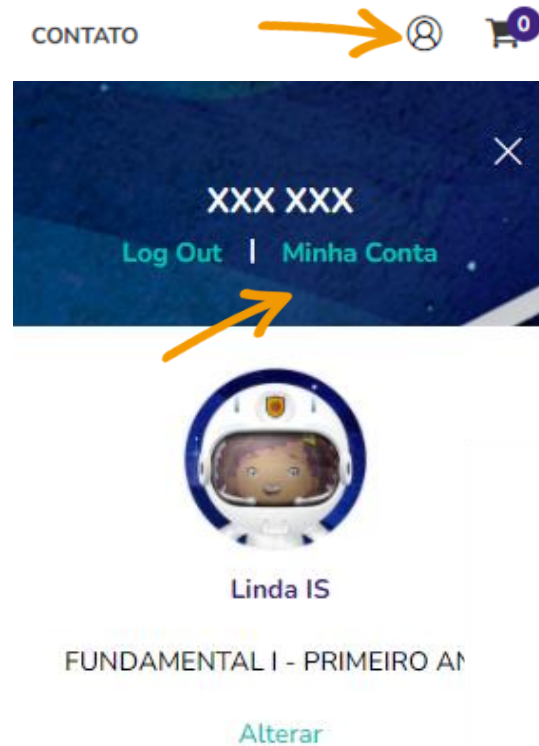 CONTATO
0
XXX XXX
Log Out | Minha Conta
Linda IS
FUNDAMENTAL I - PRIMEIRO AN
Alterar